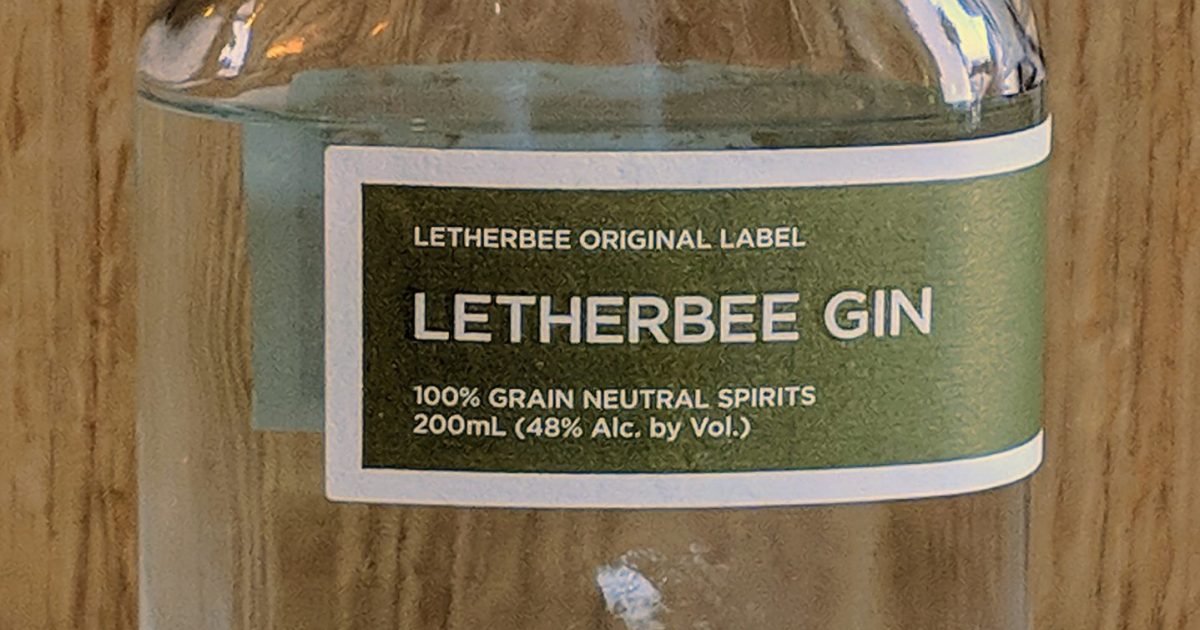 LETHERBEE ORIGINAL LABEL
LETHERBEE GIN
100% GRAIN NEUTRAL SPIRITS
200mL (48% Alc. by Vol.)